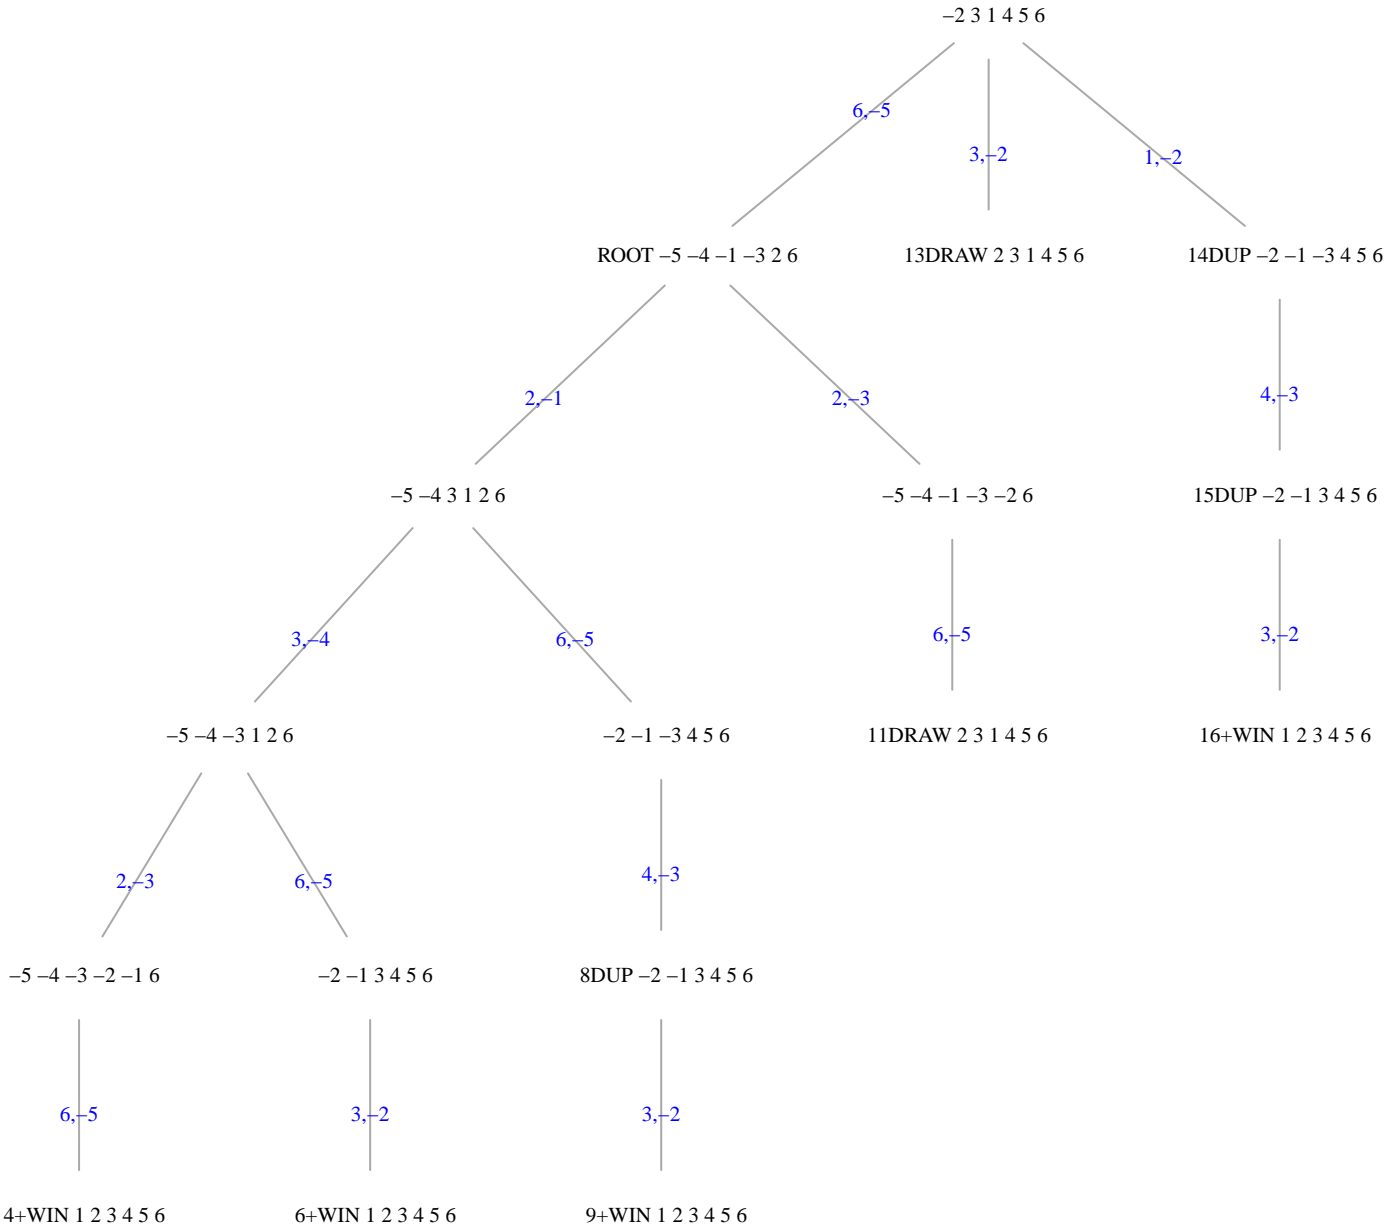 −2 3 1 4 5 6
6,−5
3,−2
1,−2
ROOT −5 −4 −1 −3 2 6
13DRAW 2 3 1 4 5 6
14DUP −2 −1 −3 4 5 6
2,−1
2,−3
4,−3
−5 −4 3 1 2 6
−5 −4 −1 −3 −2 6
15DUP −2 −1 3 4 5 6
3,−4
6,−5
6,−5
3,−2
−5 −4 −3 1 2 6
−2 −1 −3 4 5 6
11DRAW 2 3 1 4 5 6
16+WIN 1 2 3 4 5 6
2,−3
6,−5
4,−3
−5 −4 −3 −2 −1 6
−2 −1 3 4 5 6
8DUP −2 −1 3 4 5 6
6,−5
3,−2
3,−2
4+WIN 1 2 3 4 5 6
6+WIN 1 2 3 4 5 6
9+WIN 1 2 3 4 5 6